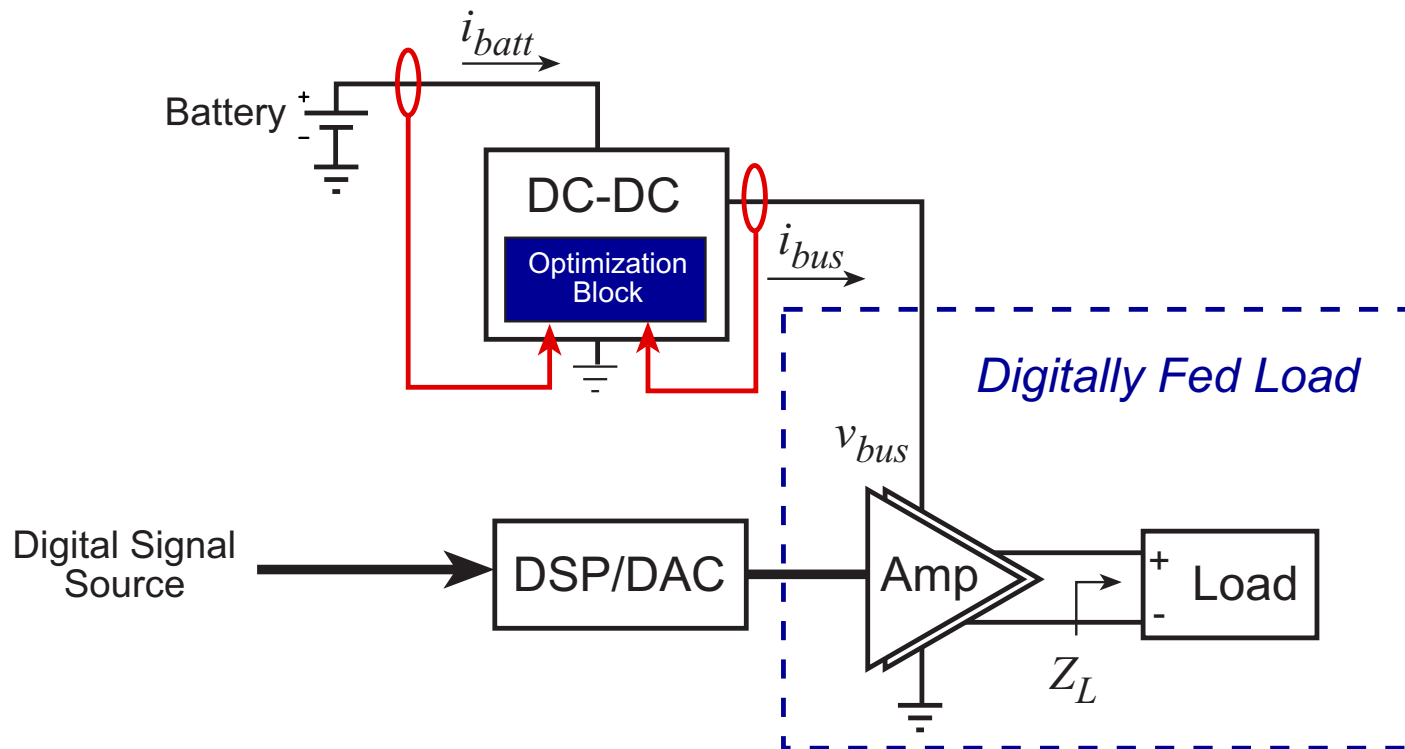 i_batt
Battery
+
−
DC-DC
Optimization
Block
i_bus
Digitally Fed Load
v_bus
Digital Signal
Source
DSP/DAC
Amp
+
-
Load
Z_L